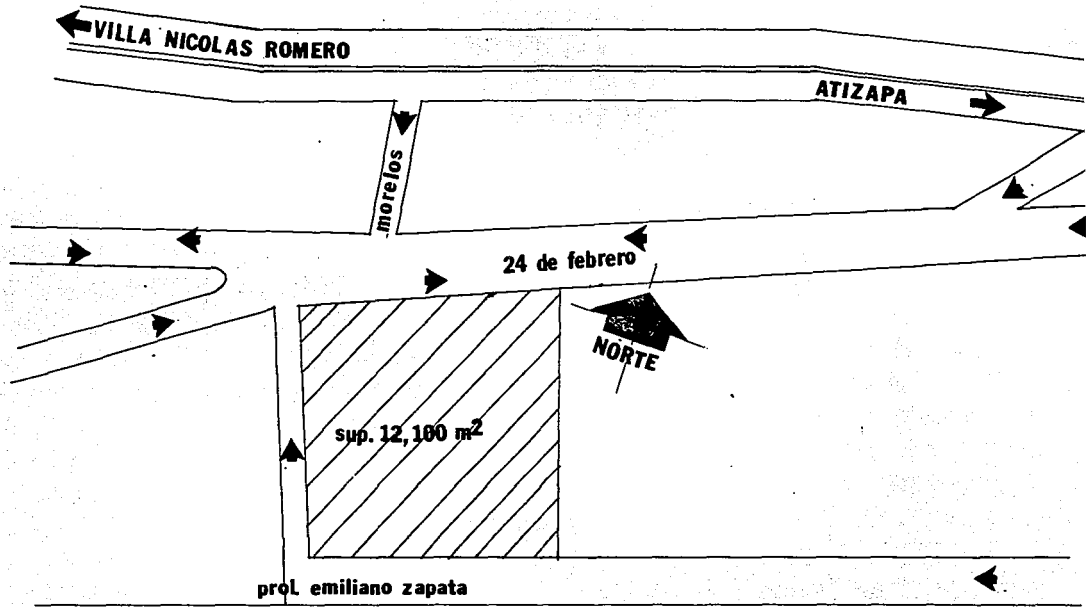 VILLA NICOLAS ROMERO
ATIZAPA
morelos
24 de febrero
NORTE
sup. 12,100 m²
prol. emiliano zapata